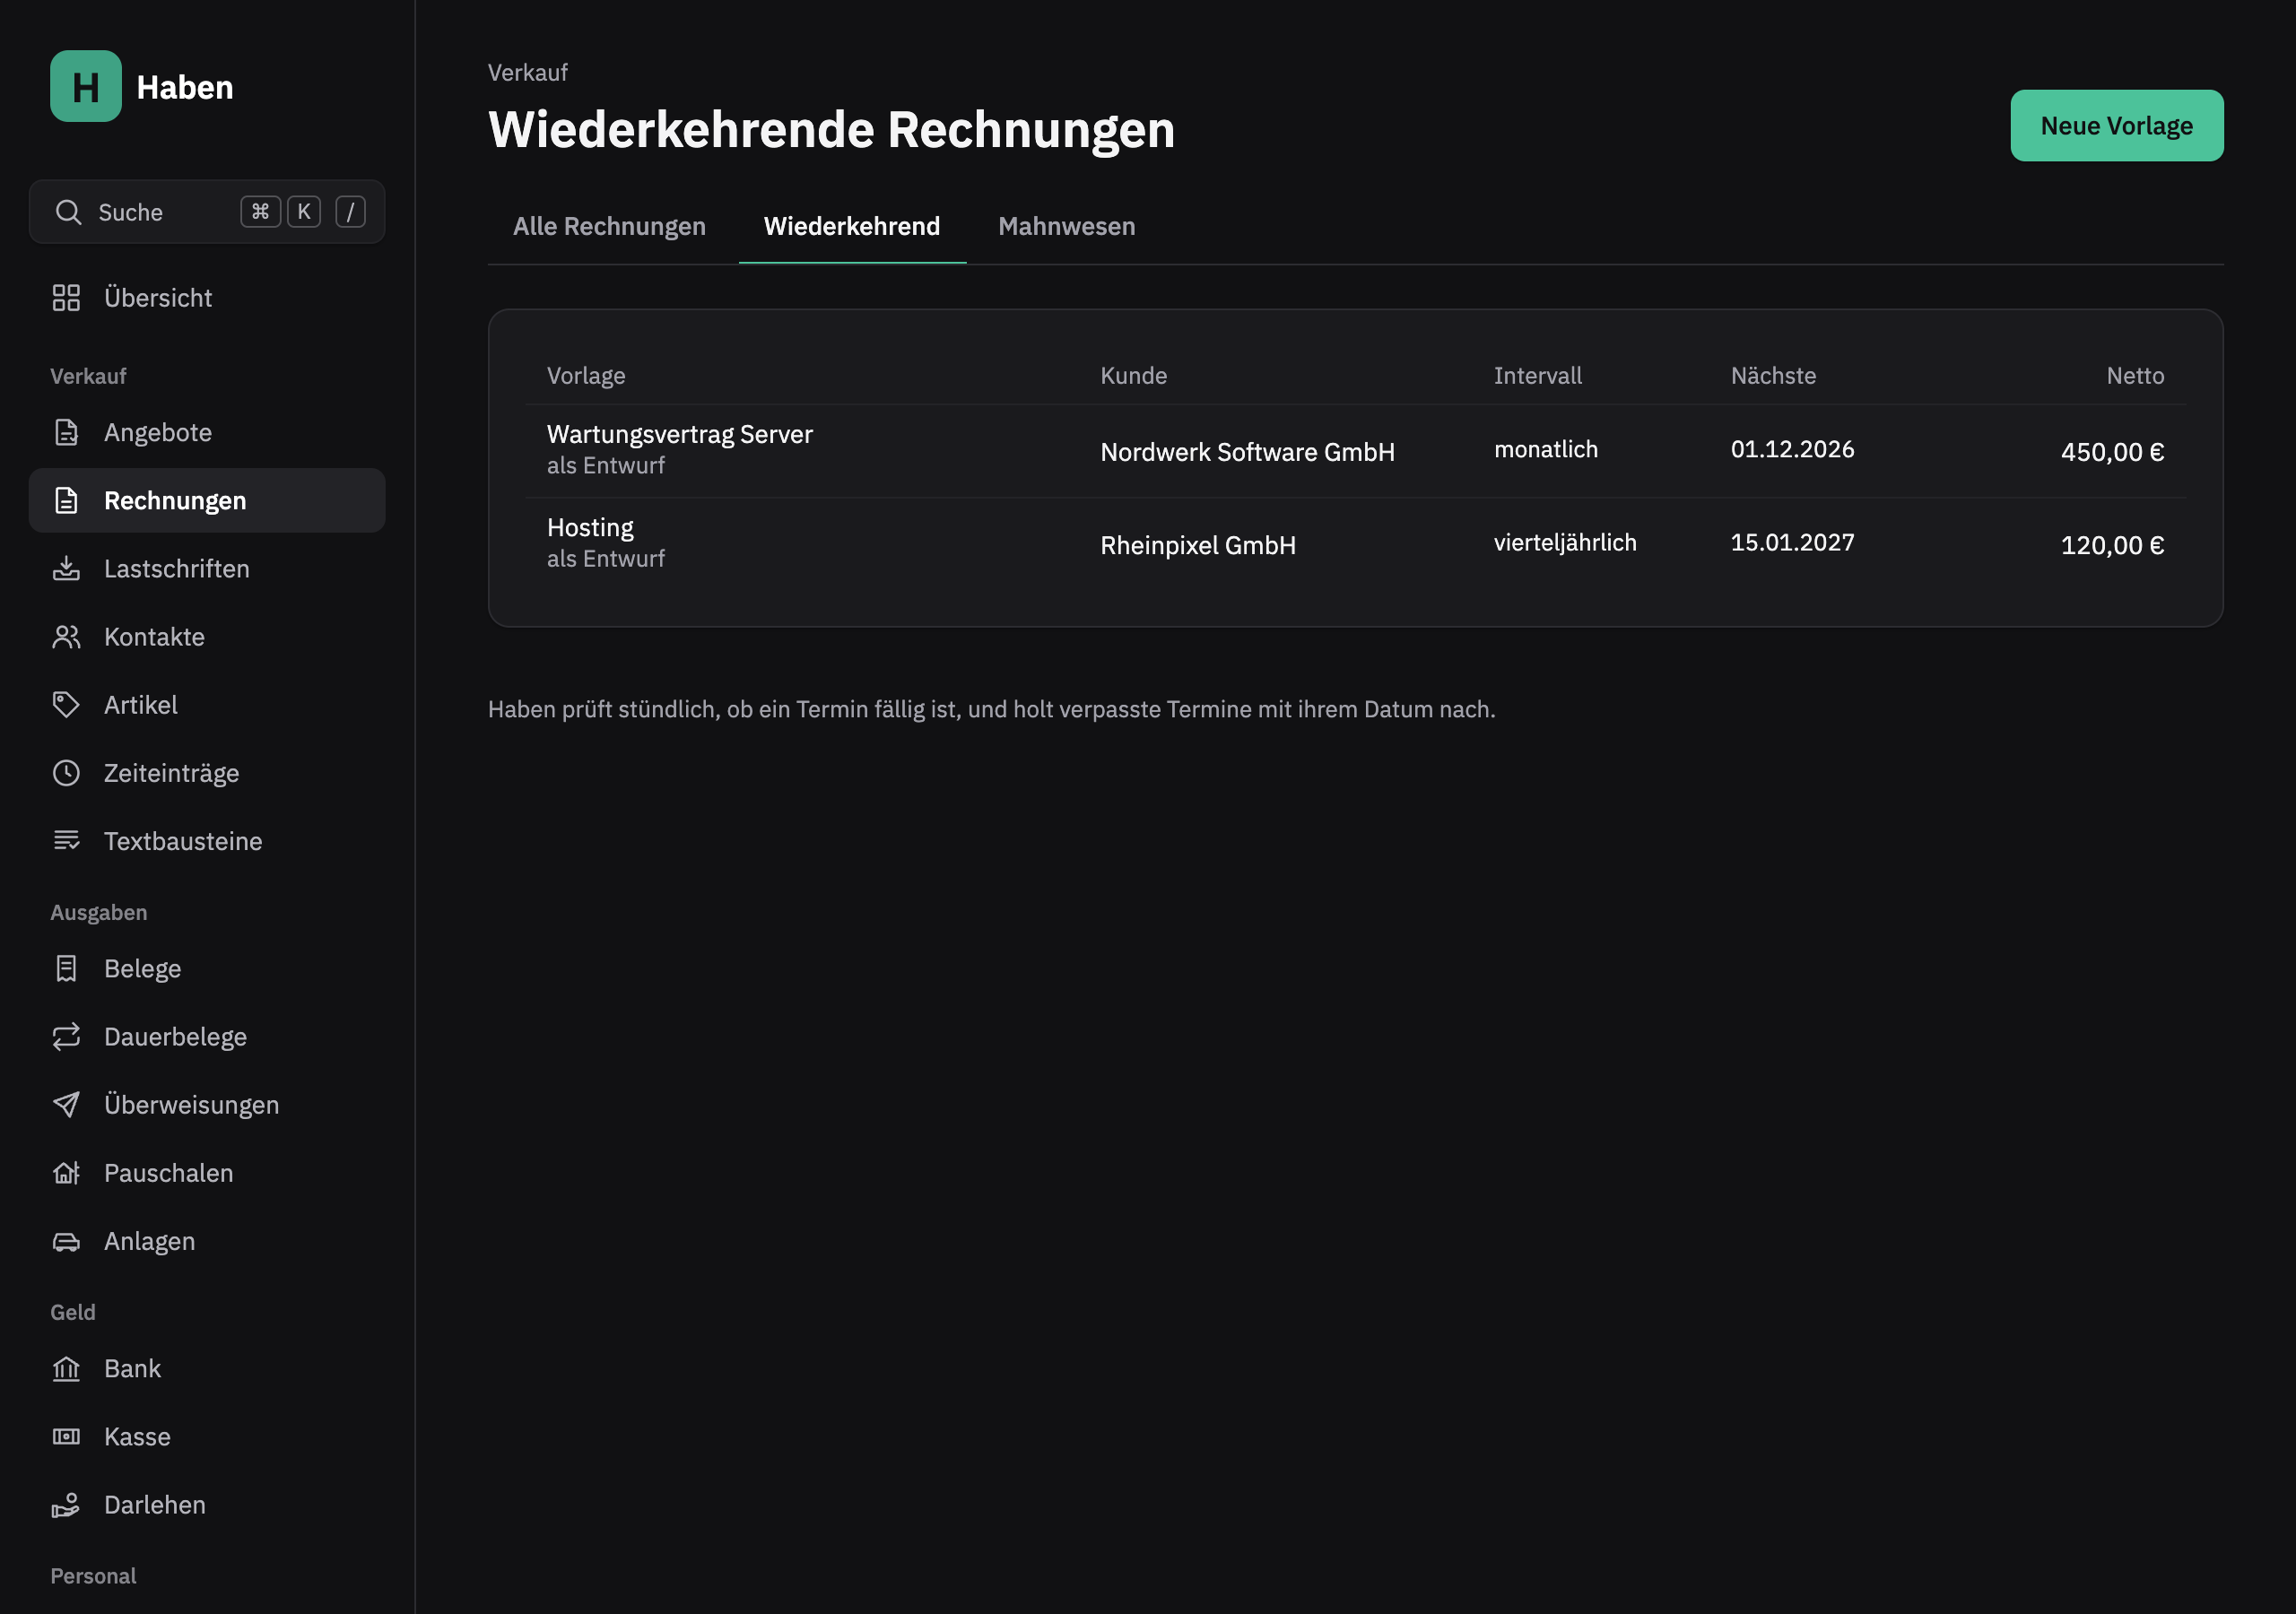 H Haben
Suche ⌘ K /
Übersicht
Verkauf
Angebote
Rechnungen
Lastschriften
Kontakte
Artikel
Zeiteinträge
Textbausteine
Ausgaben
Belege
Dauerbelege
Überweisungen
Pauschalen
Anlagen
Geld
Bank
Kasse
Darlehen
Personal
Verkauf
Wiederkehrende Rechnungen
Neue Vorlage
Alle Rechnungen Wiederkehrend Mahnwesen
Vorlage Kunde Intervall Nächste Netto
Wartungsvertrag Server
als Entwurf
Nordwerk Software GmbH monatlich 01.12.2026 450,00 €
Hosting
als Entwurf
Rheinpixel GmbH vierteljährlich 15.01.2027 120,00 €
Haben prüft stündlich, ob ein Termin fällig ist, und holt verpasste Termine mit ihrem Datum nach.